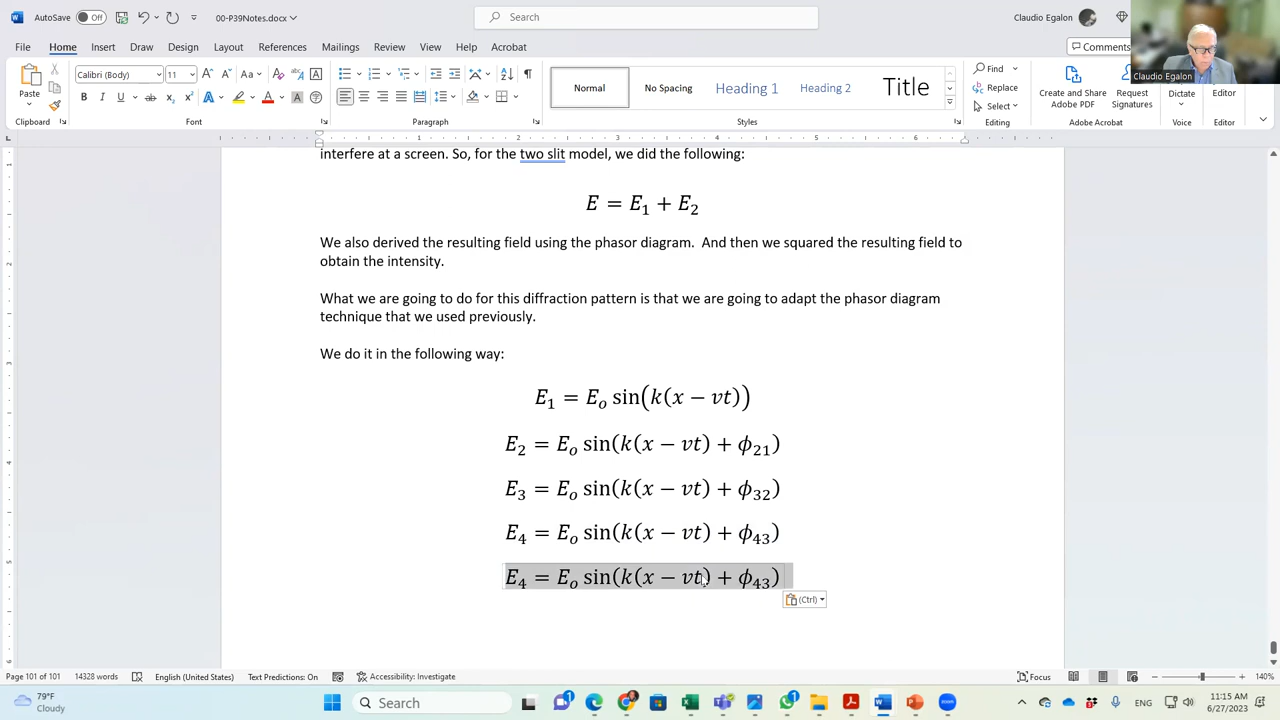 AutoSave Off 00-P39Notes.docx Search Claudio Egalon
File Home Insert Draw Design Layout References Mailings Review View Help Acrobat Comments
Claudio Egalon
Paste Calibri (Body) 11 Normal No Spacing Heading 1 Heading 2 Title Find Replace Select Create and Share Adobe PDF Request Signatures Dictate Editor
Clipboard Font Paragraph Styles Editing Adobe Acrobat Voice Editor
interfere at a screen. So, for the two slit model, we did the following:
E = E₁ + E₂
We also derived the resulting field using the phasor diagram. And then we squared the resulting field to
obtain the intensity.
What we are going to do for this diffraction pattern is that we are going to adapt the phasor diagram
technique that we used previously.
We do it in the following way:
E₁ = Eₒ sin(k(x − vt))
E₂ = Eₒ sin(k(x − vt) + ϕ₂₁)
E₃ = Eₒ sin(k(x − vt) + ϕ₃₂)
E₄ = Eₒ sin(k(x − vt) + ϕ₄₃)
E₄ = Eₒ sin(k(x − vt) + ϕ₄₃)
(Ctrl)
Page 101 of 101 14328 words English (United States) Text Predictions: On Accessibility: Investigate Focus 140%
79°F
Cloudy
Search
ENG
11:15 AM
6/27/2023